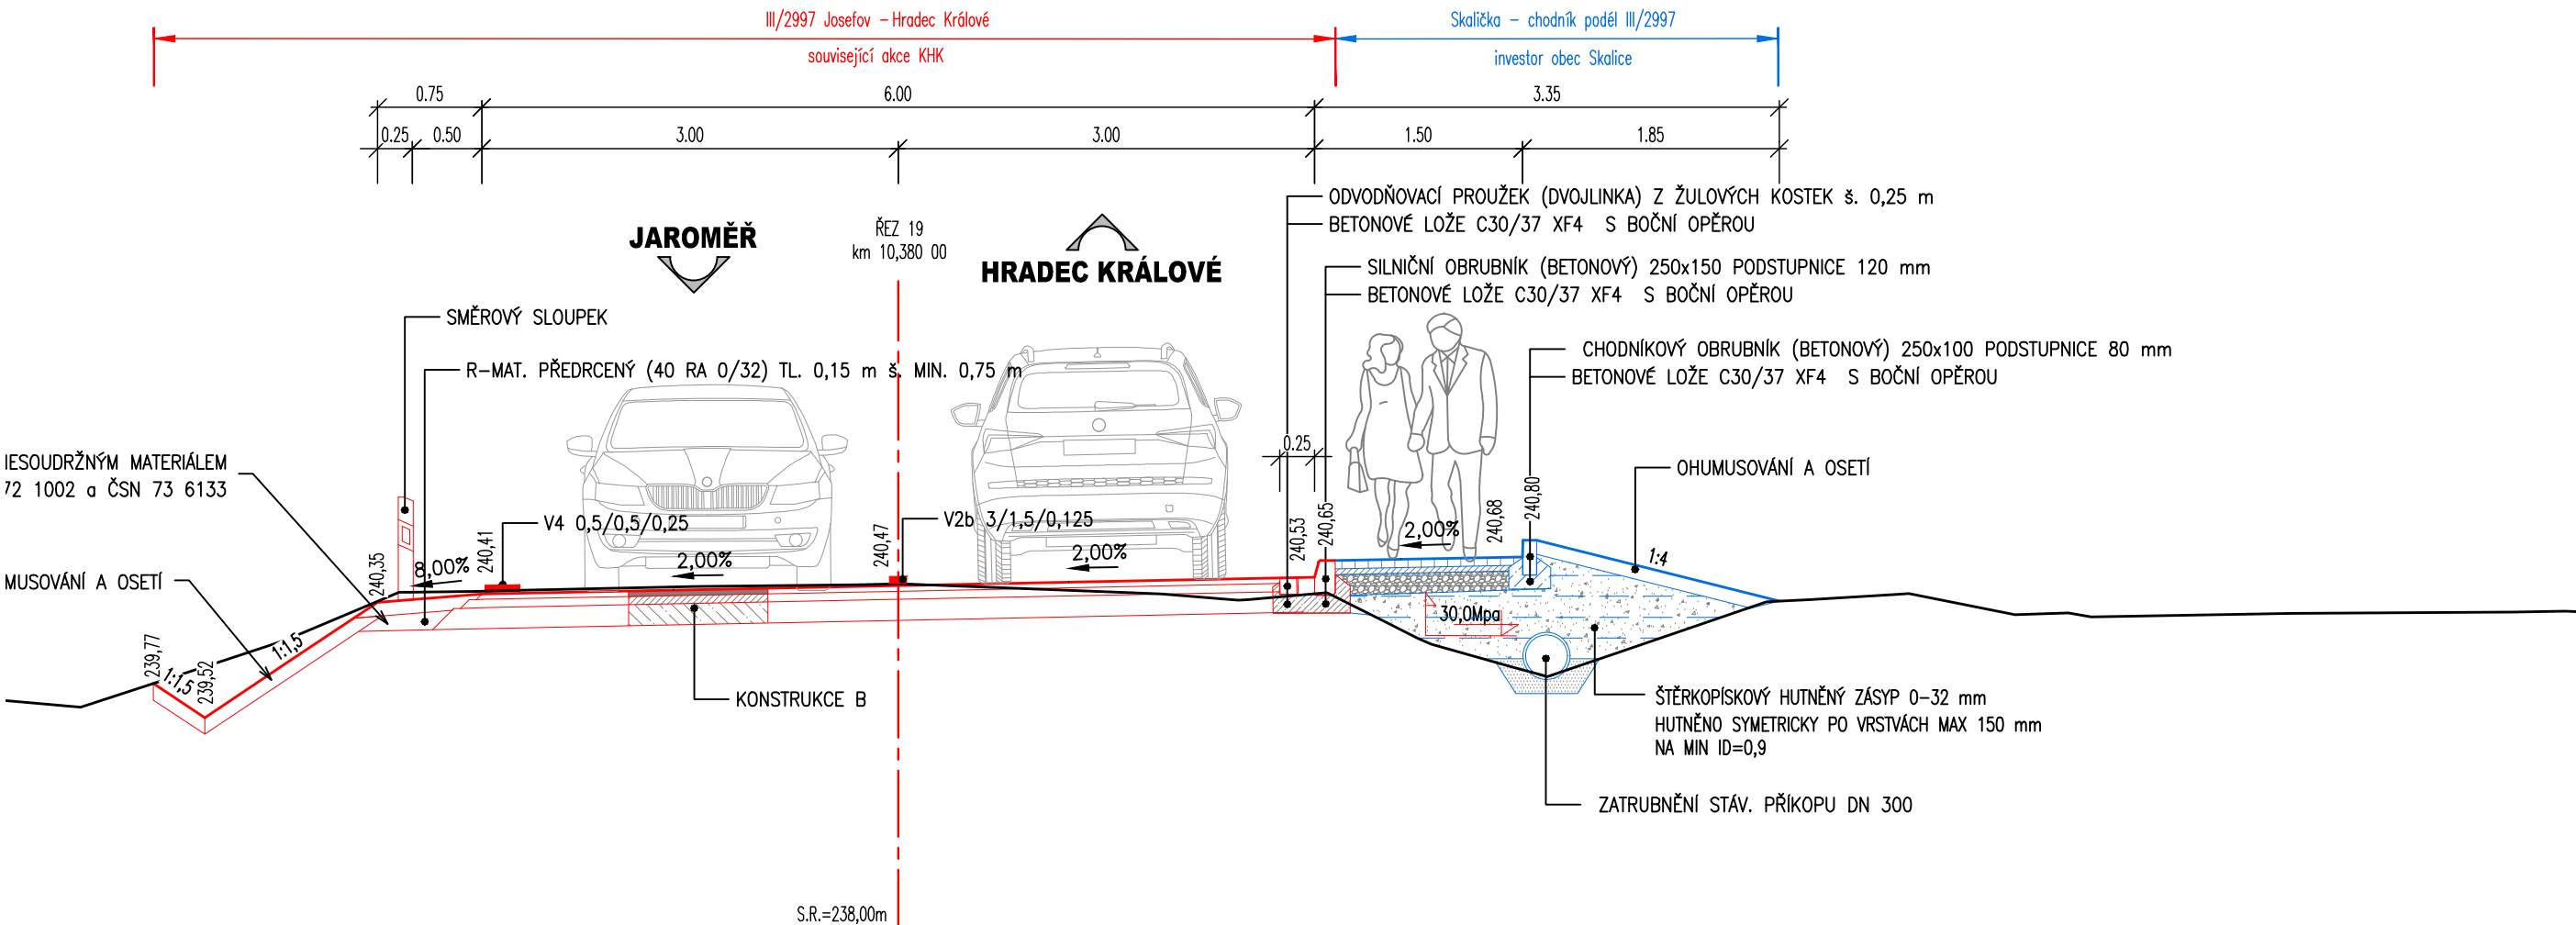 III/2997 Josefov – Hradec Králové
Skalička – chodník podél III/2997
související akce KHK
investor obec Skalice
0.75
6.00
3.35
0.25
0.50
3.00
3.00
1.50
1.85
ODVODŇOVACÍ PROUŽEK (DVOJLINKA) Z ŽULOVÝCH KOSTEK š. 0,25 m
BETONOVÉ LOŽE C30/37 XF4 S BOČNÍ OPĚROU
JAROMĚŘ
ŘEZ 19
km 10,380 00
HRADEC KRÁLOVÉ
SILNIČNÍ OBRUBNÍK (BETONOVÝ) 250x150 PODSTUPNICE 120 mm
BETONOVÉ LOŽE C30/37 XF4 S BOČNÍ OPĚROU
SMĚROVÝ SLOUPEK
CHODNÍKOVÝ OBRUBNÍK (BETONOVÝ) 250x100 PODSTUPNICE 80 mm
BETONOVÉ LOŽE C30/37 XF4 S BOČNÍ OPĚROU
R–MAT. PŘEDRCENÝ (40 RA 0/32) TL. 0,15 m š. MIN. 0,75 m
0.25
IESOUDRŽNÝM MATERIÁLEM
72 1002 a ČSN 73 6133
OHUMUSOVÁNÍ A OSETÍ
V4 0,5/0,5/0,25
V2b 3/1,5/0,125
240,35
8,00%
240,41
2,00%
240,47
2,00%
240,53
240,65
2,00%
240,68
240,80
1:4
MUSOVÁNÍ A OSETÍ
30,0Mpa
239,77
1:1,5
239,52
1:1,5
KONSTRUKCE B
ŠTĚRKOPÍSKOVÝ HUTNĚNÝ ZÁSYP 0–32 mm
HUTNĚNO SYMETRICKY PO VRSTVÁCH MAX 150 mm
NA MIN ID=0,9
ZATRUBNĚNÍ STÁV. PŘÍKOPU DN 300
S.R.=238,00m